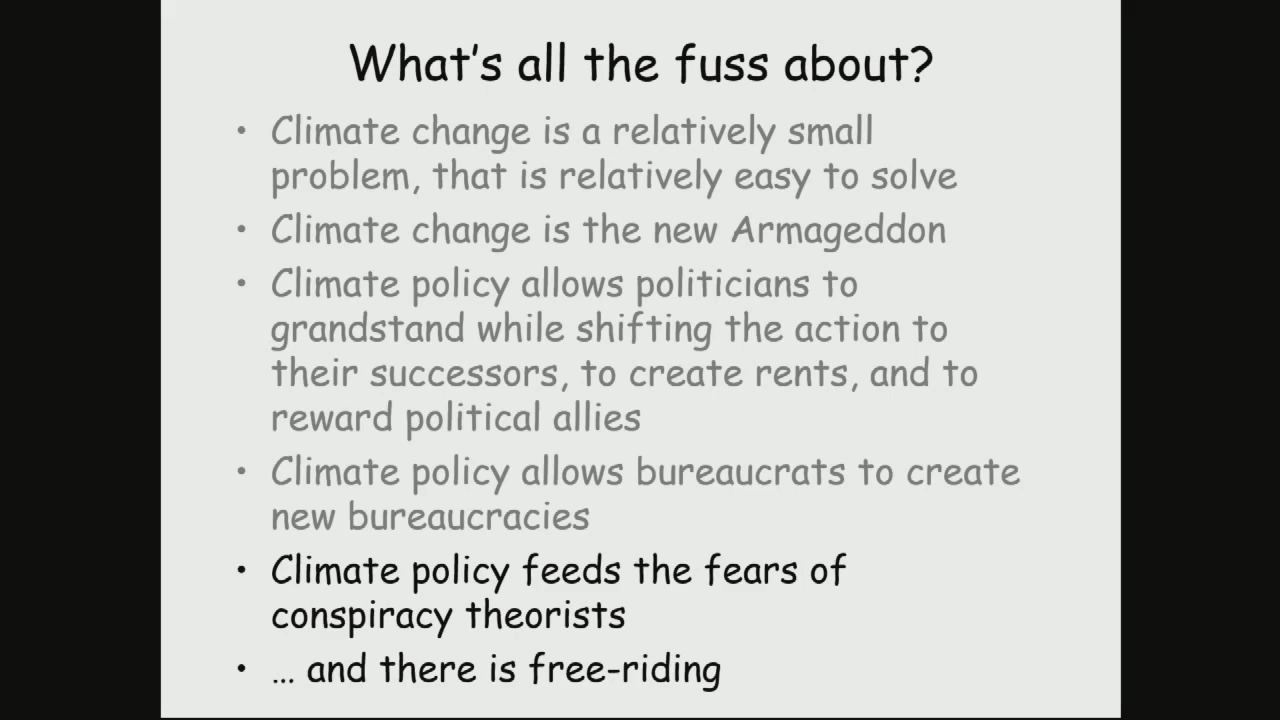 What's all the fuss about?
• Climate change is a relatively small
problem, that is relatively easy to solve
• Climate change is the new Armageddon
• Climate policy allows politicians to
grandstand while shifting the action to
their successors, to create rents, and to
reward political allies
• Climate policy allows bureaucrats to create
new bureaucracies
• Climate policy feeds the fears of
conspiracy theorists
• … and there is free-riding